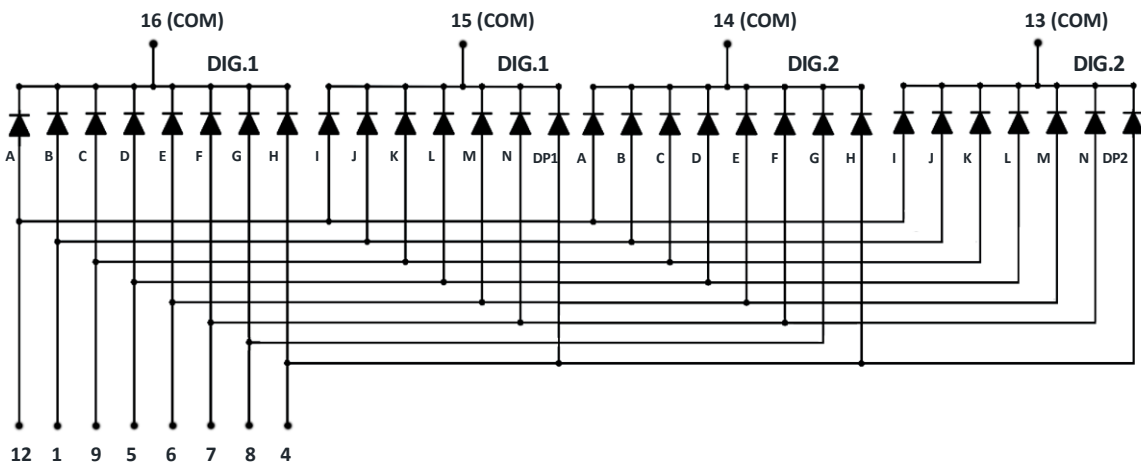 16 (COM) 15 (COM) 14 (COM) 13 (COM)
DIG.1 DIG.1 DIG.2 DIG.2
A B C D E F G H I J K L M N DP1 A B C D E F G H I J K L M N DP2
12 1 9 5 6 7 8 4